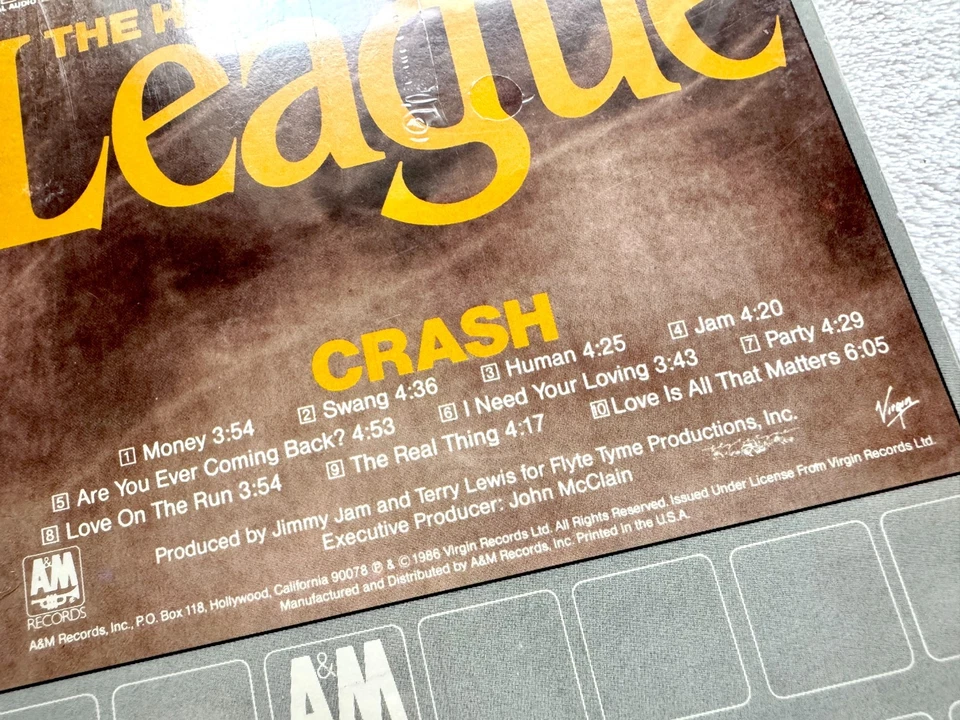 AL AUDIO
THE H
League
CRASH
1 Money 3:54 2 Swang 4:36 3 Human 4:25 4 Jam 4:20
5 Are You Ever Coming Back? 4:53 6 I Need Your Loving 3:43 7 Party 4:29
8 Love On The Run 3:54 9 The Real Thing 4:17 10 Love Is All That Matters 6:05
Produced by Jimmy Jam and Terry Lewis for Flyte Tyme Productions, Inc.
Executive Producer: John McClain
Virgin
A&M
RECORDS
A&M Records, Inc., P.O. Box 118, Hollywood, California 90078 ℗ & © 1986 Virgin Records Ltd. All Rights Reserved. Issued Under License From Virgin Records Ltd.
Manufactured and Distributed by A&M Records, Inc. Printed in the U.S.A.
A&M